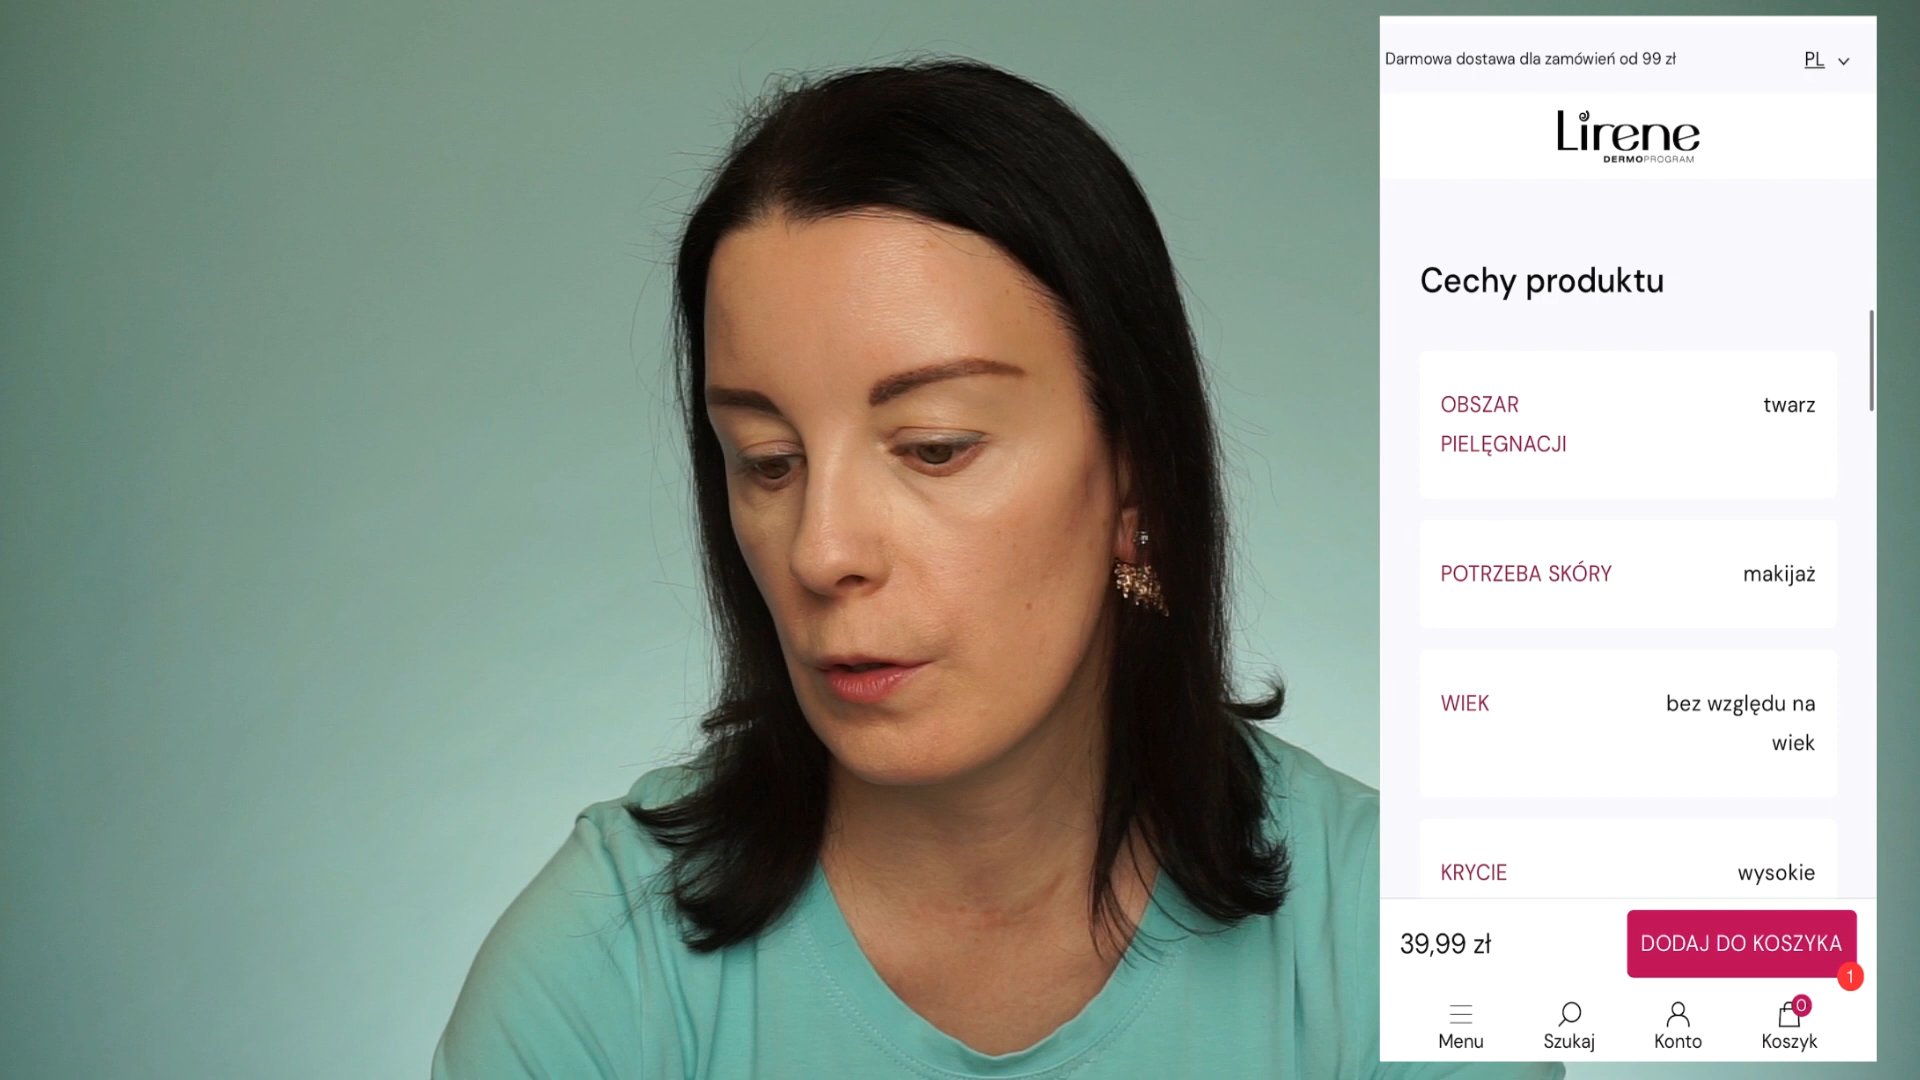 Darmowa dostawa dla zamówień od 99 zł
PL
Lirene
DERMOPROGRAM
Cechy produktu
OBSZAR
PIELĘGNACJI
twarz
POTRZEBA SKÓRY
makijaż
WIEK
bez względu na
wiek
KRYCIE
wysokie
39,99 zł
DODAJ DO KOSZYKA
1
0
Menu
Szukaj
Konto
Koszyk